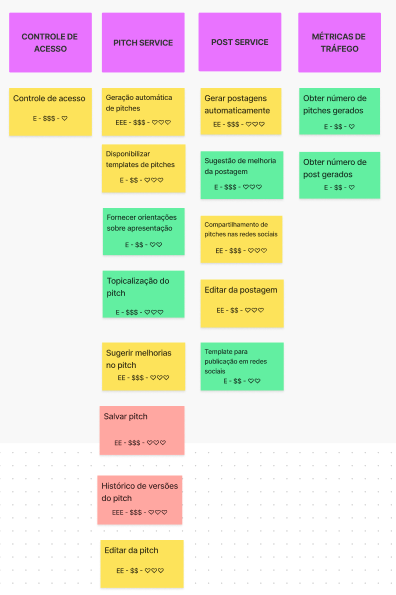 CONTROLE DE
ACESSO
Controle de acesso
E - $$$ - ♡
PITCH SERVICE
Geração automática
de pitches
EEE - $$$ - ♡♡♡
Disponibilizar
templates de pitches
E - $$ - ♡♡♡
Fornecer orientações
sobre apresentação
E - $$ - ♡♡
Topicalização do
pitch
E - $$$ - ♡♡♡
Sugerir melhorias
no pitch
EE - $$$ - ♡♡♡
Salvar pitch
EE - $$$ - ♡♡♡
Histórico de versões
do pitch
EEE - $$$ - ♡♡♡
Editar da pitch
EE - $$ - ♡♡♡
POST SERVICE
Gerar postagens
automaticamente
EE - $$$ - ♡♡♡
Sugestão de melhoria
da postagem
E - $$$ - ♡♡♡
Compartilhamento de
pitches nas redes sociais
EE - $$$ - ♡♡♡
Editar da postagem
EE - $$ - ♡♡♡
Template para
publicação em redes
sociais
E - $$ - ♡♡
MÉTRICAS DE
TRÁFEGO
Obter número de
pitches gerados
E - $$ - ♡
Obter número de
post gerados
E - $$ - ♡